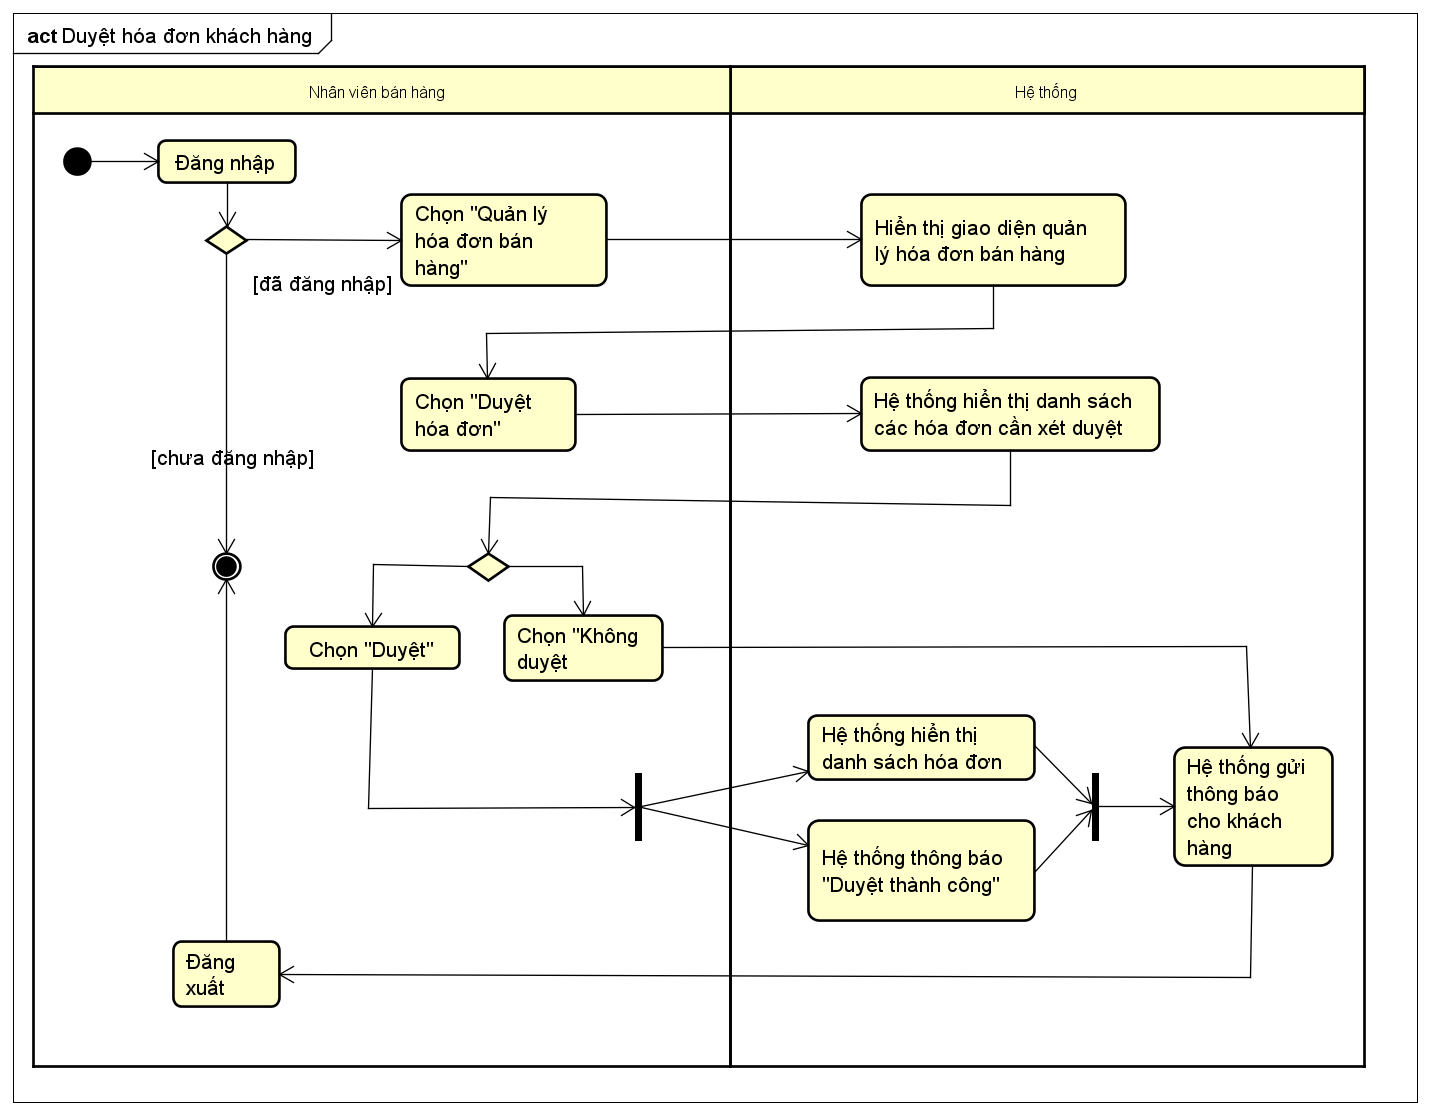 act Duyệt hóa đơn khách hàng
Nhân viên bán hàng
Hệ thống
Đăng nhập
Chọn "Quản lý
hóa đơn bán
hàng"
Hiển thị giao diện quản
lý hóa đơn bán hàng
[đã đăng nhập]
Chọn "Duyệt
hóa đơn"
Hệ thống hiển thị danh sách
các hóa đơn cần xét duyệt
[chưa đăng nhập]
Chọn "Duyệt"
Chọn "Không
duyệt
Hệ thống hiển thị
danh sách hóa đơn
Hệ thống gửi
thông báo
cho khách
hàng
Hệ thống thông báo
"Duyệt thành công"
Đăng
xuất